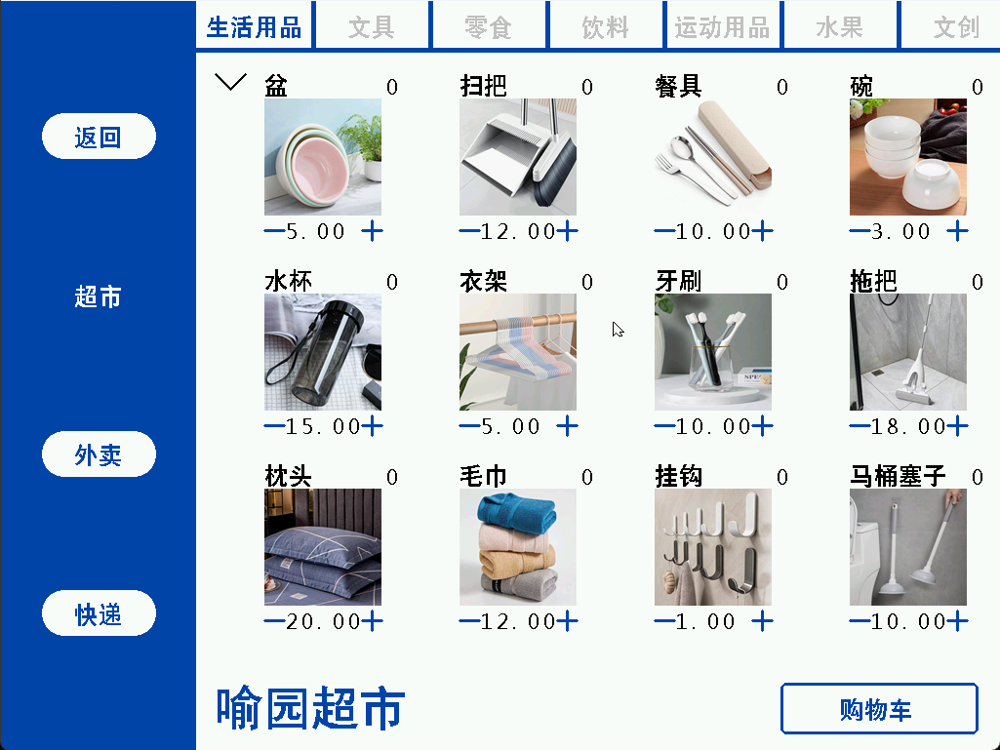 生活用品 文具 零食 饮料 运动用品 水果 文创
返回
超市
外卖
快递
盆 0 扫把 0 餐具 0 碗 0
5.00 12.00 10.00 3.00
水杯 0 衣架 0 牙刷 0 拖把 0
SPE
15.00 5.00 10.00 18.00
枕头 0 毛巾 0 挂钩 0 马桶塞子 0
20.00 12.00 1.00 10.00
喻园超市
购物车